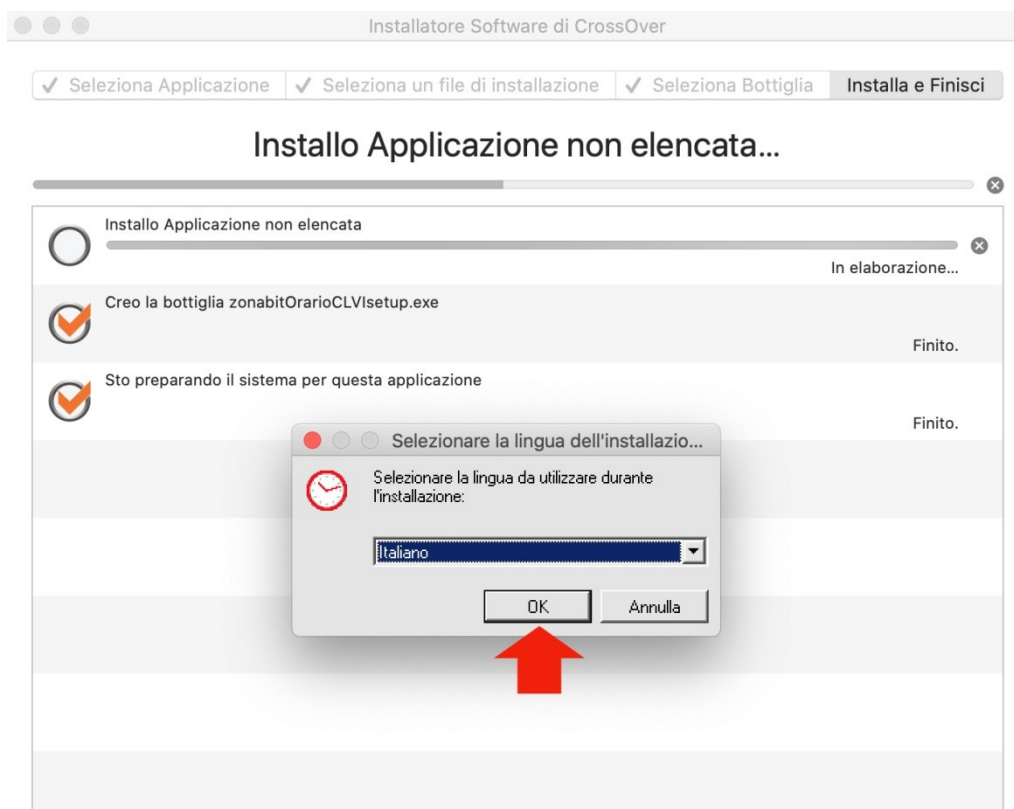 Installatore Software di CrossOver
✓ Seleziona Applicazione ✓ Seleziona un file di installazione ✓ Seleziona Bottiglia Installa e Finisci
Installo Applicazione non elencata...
Installo Applicazione non elencata
In elaborazione...
Creo la bottiglia zonabitOrarioCLVIsetup.exe
Finito.
Sto preparando il sistema per questa applicazione
Finito.
Selezionare la lingua dell'installazio...
Selezionare la lingua da utilizzare durante
l'installazione:
Italiano
OK Annulla